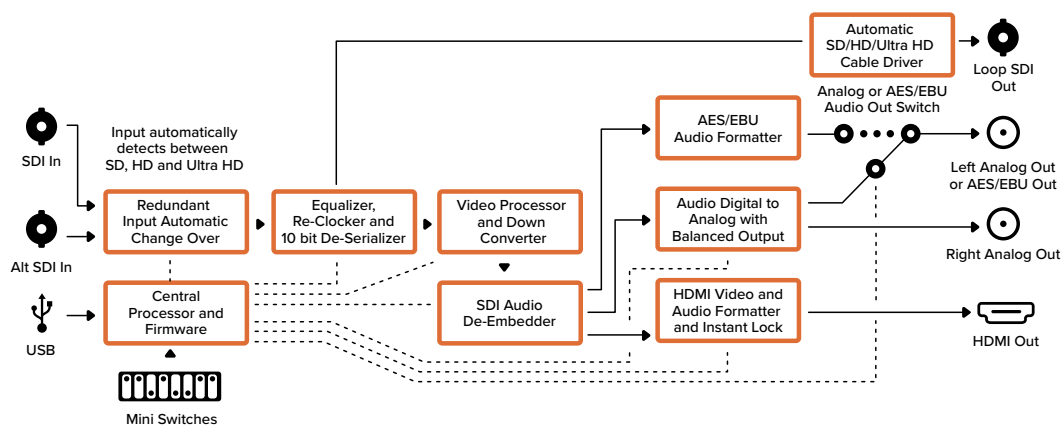 Automatic
SD/HD/Ultra HD
Cable Driver
Loop SDI
Out
Analog or AES/EBU
Audio Out Switch
AES/EBU
Audio Formatter
Input automatically
detects between
SD, HD and Ultra HD
SDI In
Left Analog Out
or AES/EBU Out
Redundant
Input Automatic
Change Over
Equalizer,
Re-Clocker and
10 bit De-Serializer
Video Processor
and Down
Converter
Audio Digital to
Analog with
Balanced Output
Alt SDI In
Right Analog Out
Central
Processor and
Firmware
SDI Audio
De-Embedder
HDMI Video and
Audio Formatter
and Instant Lock
USB
HDMI Out
Mini Switches